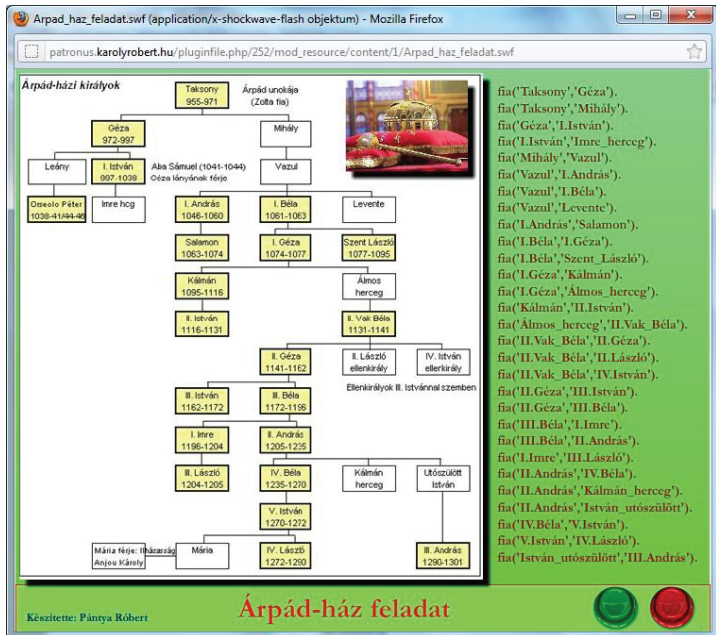 Arpad_haz_feladat.swf (application/x-shockwave-flash objektum) - Mozilla Firefox
patronus.karolyrobert.hu/pluginfile.php/252/mod_resource/content/1/Arpad_haz_feladat.swf
Árpád-házi királyok
Taksony
955-971
Árpád unokája
(Zolta fia)
Géza
972-997
Mihály
Leány
I. István
997-1038
Aba Sámuel (1041-1044)
Géza lányának férje
Vazul
Orseolo Péter
1038-41/44-46
Imre hcg
I. András
1046-1060
I. Béla
1061-1063
Levente
Salamon
1063-1074
I. Géza
1074-1077
Szent László
1077-1095
Kálmán
1095-1116
Álmos
herceg
II. István
1116-1131
II. Vak Béla
1131-1141
II. Géza
1141-1162
II. László
ellenkirály
IV. István
ellenkirály
Ellenkirályok III. Istvánnal szemben
III. István
1162-1172
III. Béla
1172-1196
I. Imre
1196-1204
II. András
1205-1235
III. László
1204-1205
IV. Béla
1235-1270
Kálmán
herceg
Utószülött
István
V. István
1270-1272
Mária férje: II.
házasság
Anjou Károly
Mária
IV. László
1272-1290
III. András
1290-1301
fia('Taksony','Géza').
fia('Taksony','Mihály').
fia('Géza','I.István').
fia('I.István','Imre_herceg').
fia('Mihály','Vazul').
fia('Vazul','I.András').
fia('Vazul','I.Béla').
fia('Vazul','Levente').
fia('I.András','Salamon').
fia('I.Béla','I.Géza').
fia('I.Béla','Szent_László').
fia('I.Géza','Kálmán').
fia('I.Géza','Álmos_herceg').
fia('Kálmán','II.István').
fia('Álmos_herceg','II.Vak_Béla').
fia('II.Vak_Béla','II.Géza').
fia('II.Vak_Béla','II.László').
fia('II.Vak_Béla','IV.István').
fia('II.Géza','III.István').
fia('II.Géza','III.Béla').
fia('III.Béla','I.Imre').
fia('III.Béla','II.András').
fia('I.Imre','III.László').
fia('II.András','IV.Béla').
fia('II.András','Kálmán_herceg').
fia('II.András','István_utószülött').
fia('IV.Béla','V.István').
fia('V.István','IV.László').
fia('István_utószülött','III.András').
Készítette: Pántya Róbert
Árpád-ház feladat